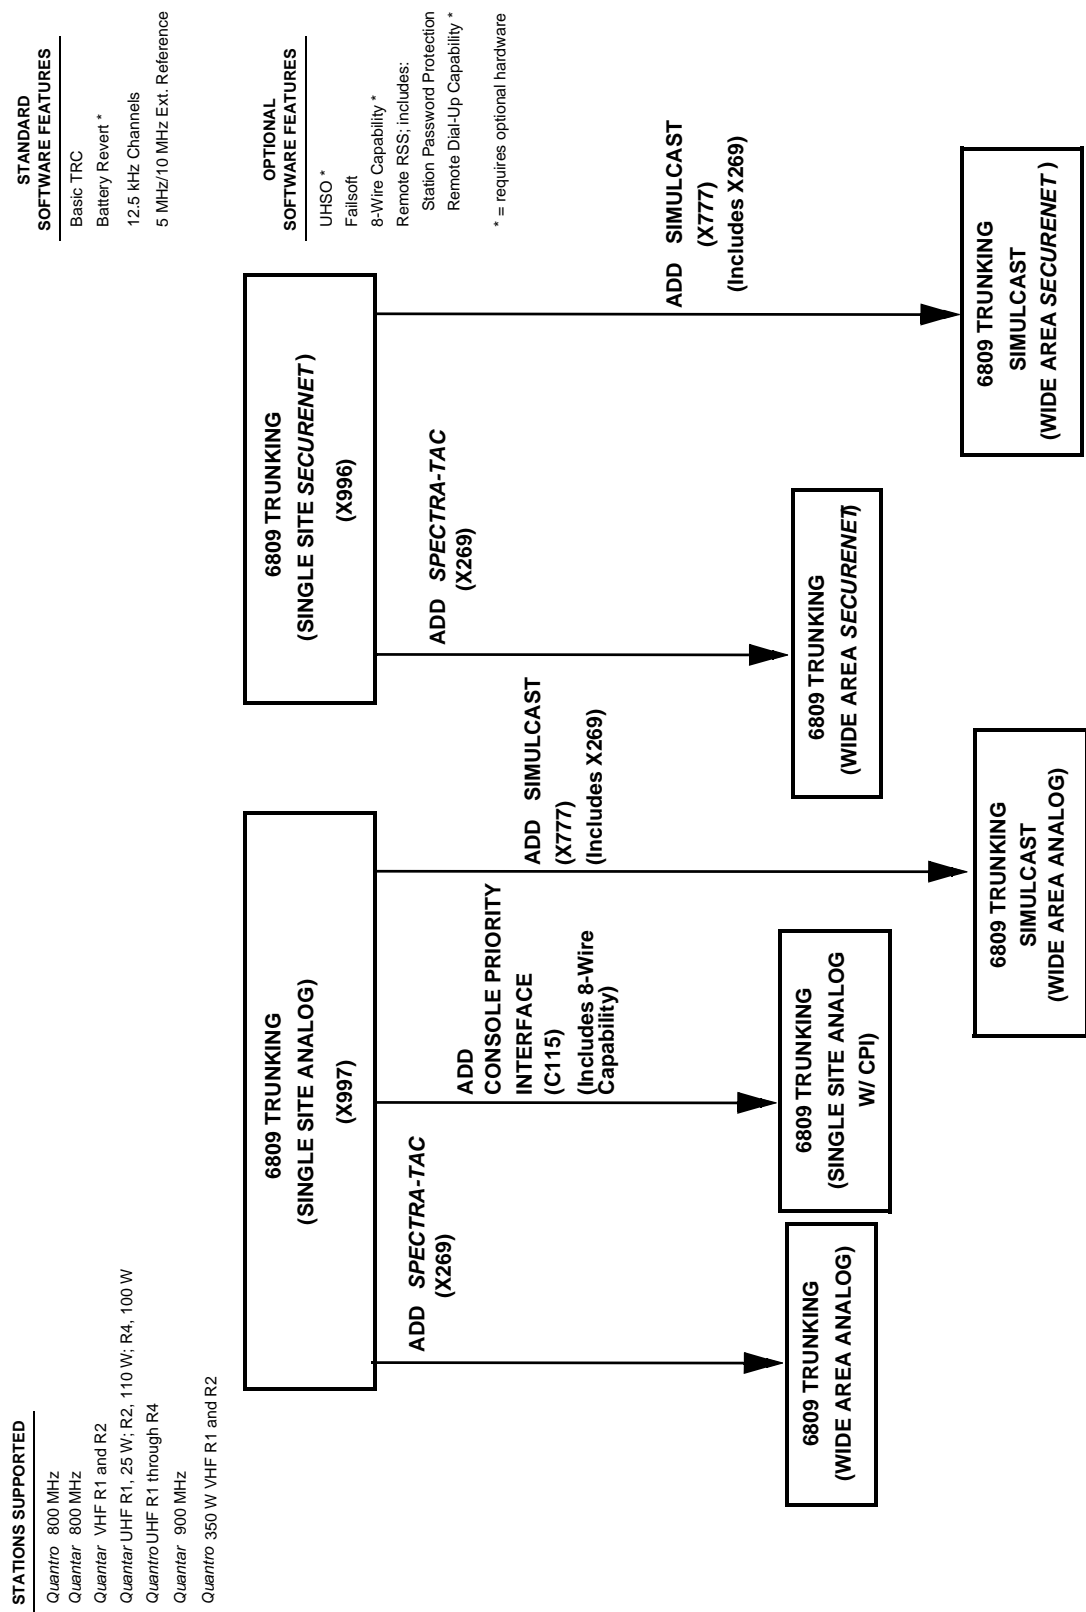 STATIONS SUPPORTED
Quantro 800 MHz
Quantar 800 MHz
Quantar VHF R1 and R2
Quantar UHF R1, 25 W; R2, 110 W; R4, 100 W
Quantro UHF R1 through R4
Quantar 900 MHz
Quantro 350 W VHF R1 and R2
STANDARD
SOFTWARE FEATURES
Basic TRC
Battery Revert *
12.5 kHz Channels
5 MHz/10 MHz Ext. Reference
OPTIONAL
SOFTWARE FEATURES
UHSO *
Failsoft
8-Wire Capability *
Remote RSS; includes:
Station Password Protection
Remote Dial-Up Capability *
* = requires optional hardware
6809 TRUNKING
(SINGLE SITE ANALOG)
(X997)
6809 TRUNKING
(SINGLE SITE SECURENET)
(X996)
ADD SPECTRA-TAC
(X269)
ADD
CONSOLE PRIORITY
INTERFACE
(C115)
(Includes 8-Wire
Capability)
ADD SIMULCAST
(X777)
(Includes X269)
ADD SPECTRA-TAC
(X269)
ADD SIMULCAST
(X777)
(Includes X269)
6809 TRUNKING
(WIDE AREA ANALOG)
6809 TRUNKING
(SINGLE SITE ANALOG
W/ CPI)
6809 TRUNKING
SIMULCAST
(WIDE AREA ANALOG)
6809 TRUNKING
(WIDE AREA SECURENET)
6809 TRUNKING
SIMULCAST
(WIDE AREA SECURENET)